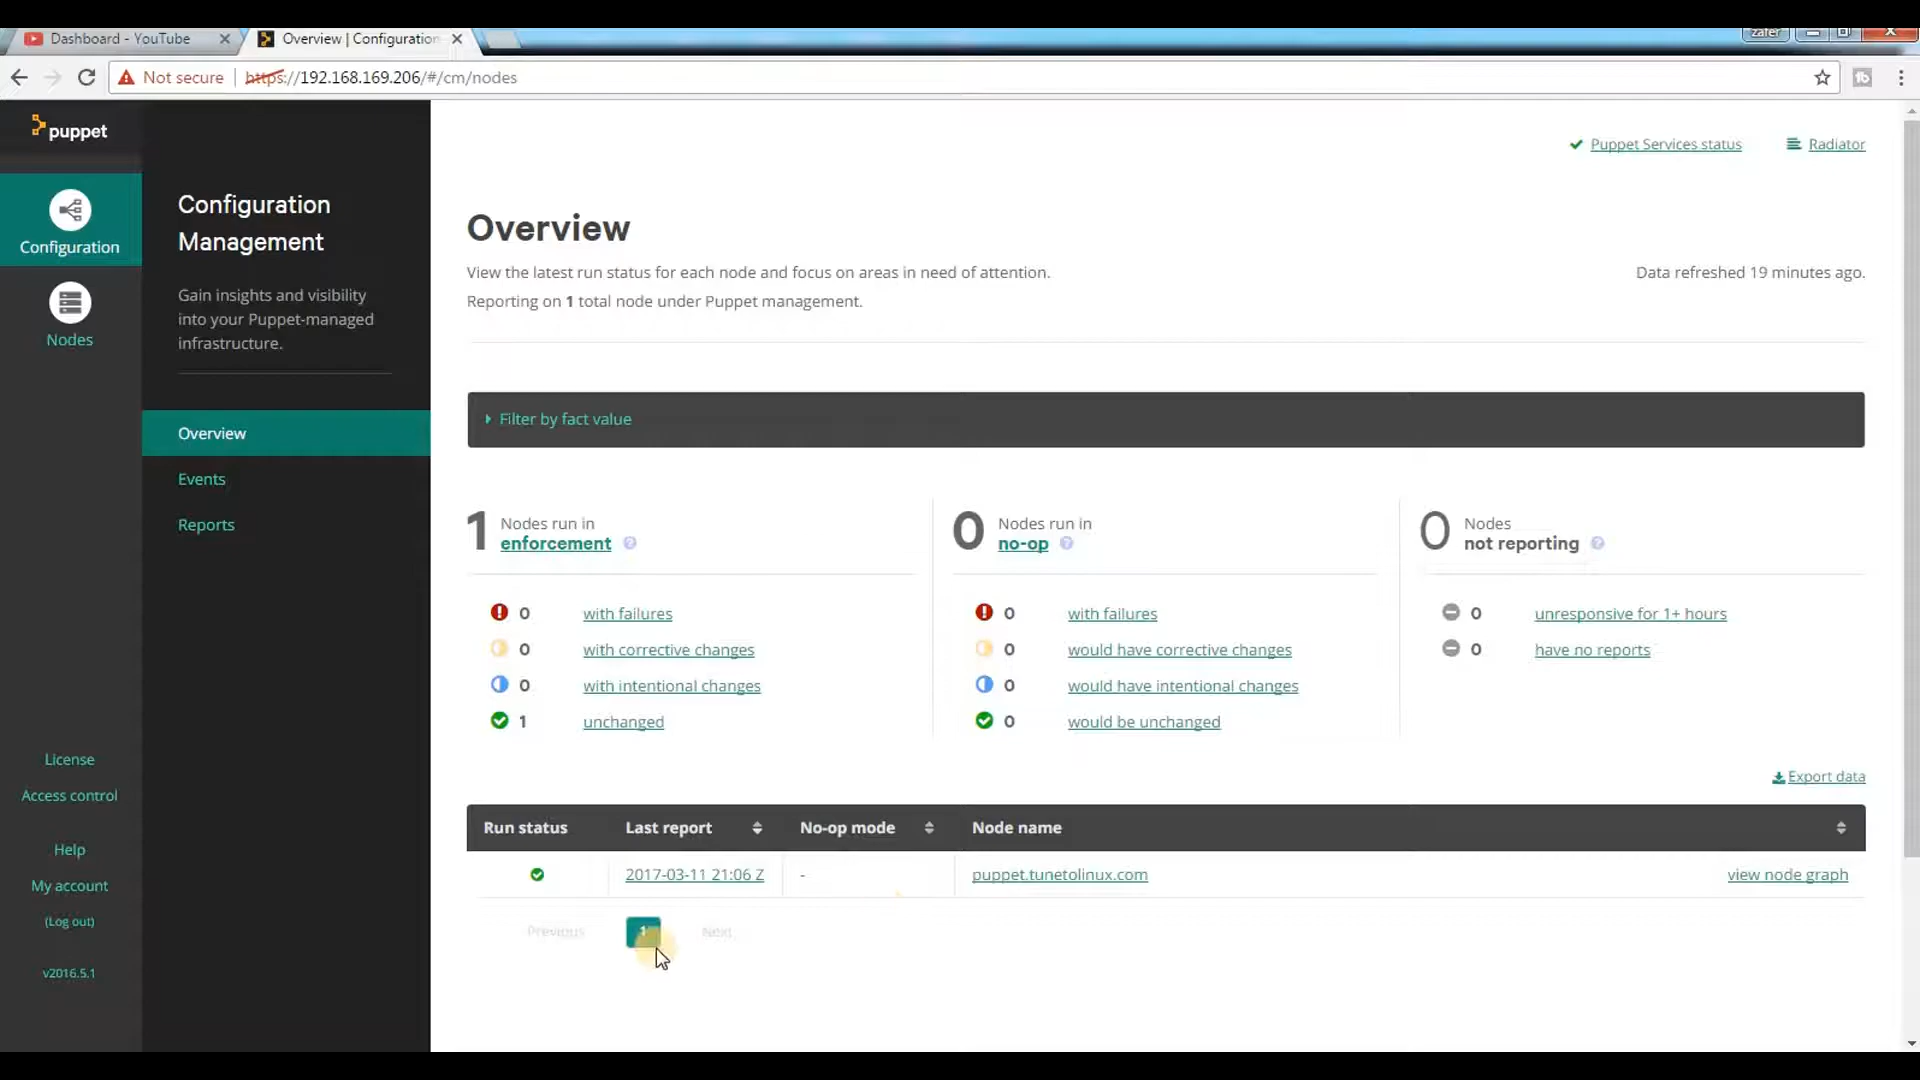 Dashboard - YouTube
Overview | Configuration
zafer
Not secure
https://192.168.169.206/#/cm/nodes
puppet
Configuration
Nodes
License
Access control
Help
My account
(Log out)
v2016.5.1
Configuration
Management
Gain insights and visibility
into your Puppet-managed
infrastructure.
Overview
Events
Reports
Puppet Services status
Radiator
Overview
View the latest run status for each node and focus on areas in need of attention.
Data refreshed 19 minutes ago.
Reporting on 1 total node under Puppet management.
Filter by fact value
1 Nodes run in
enforcement ?
0 with failures
0 with corrective changes
0 with intentional changes
1 unchanged
0 Nodes run in
no-op ?
0 with failures
0 would have corrective changes
0 would have intentional changes
0 would be unchanged
0 Nodes
not reporting ?
0 unresponsive for 1+ hours
0 have no reports
Export data
Run status Last report No-op mode Node name
2017-03-11 21:06 Z - puppet.tunetolinux.com view node graph
Previous 1 Next